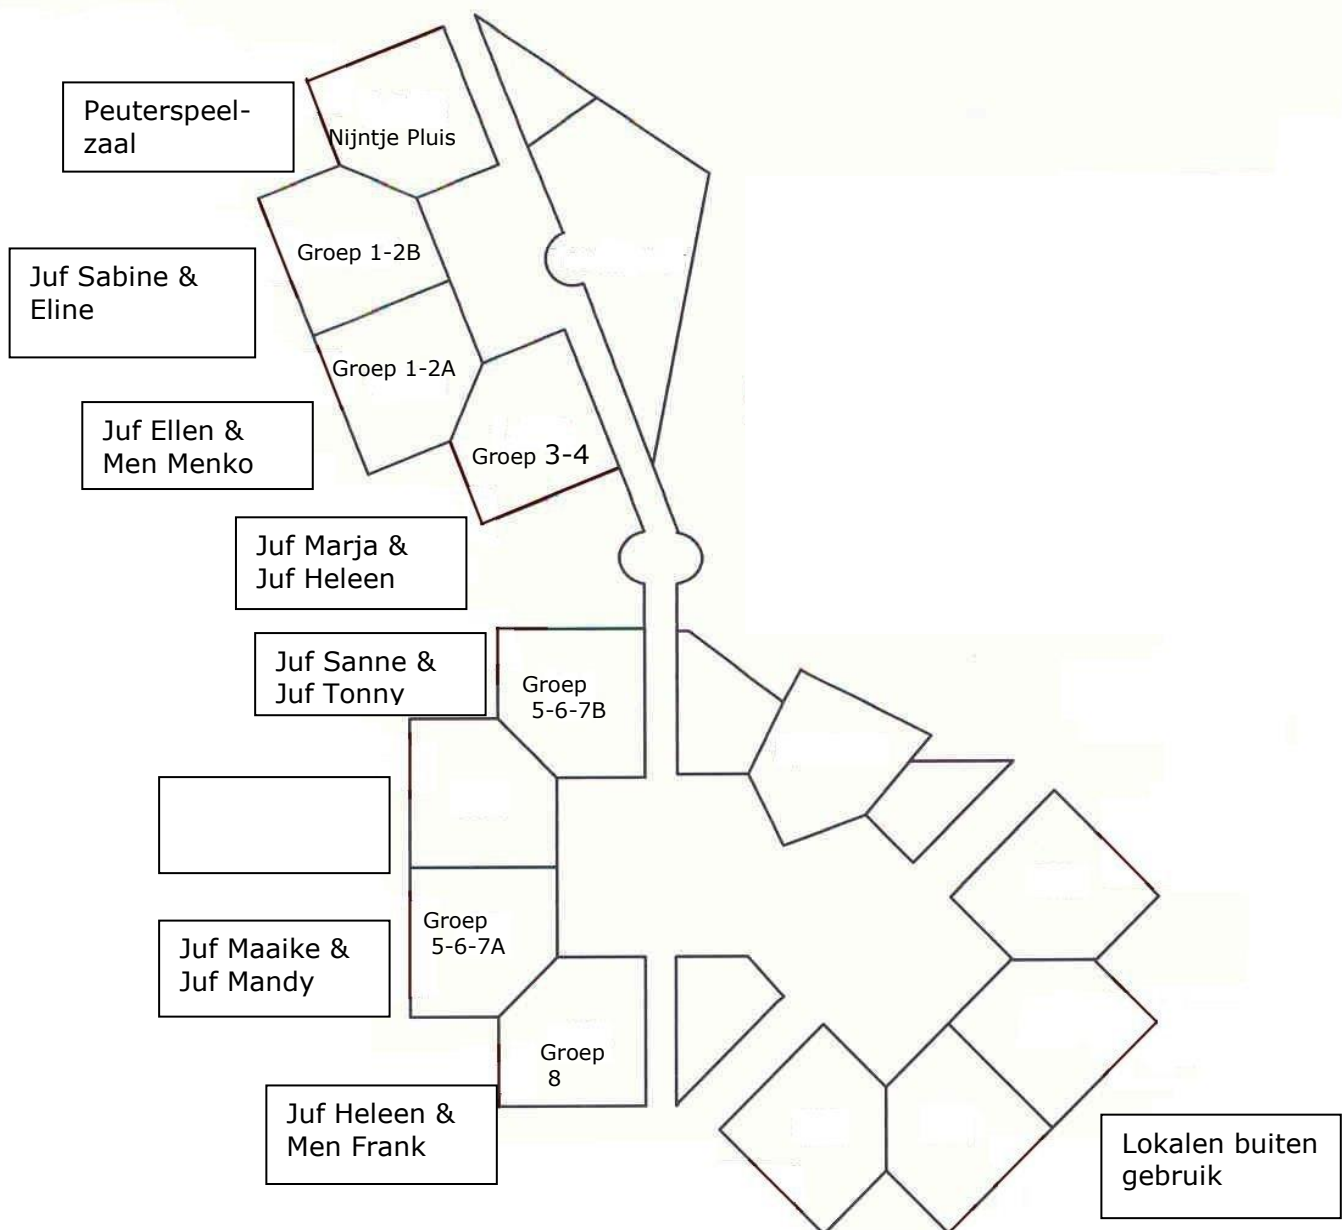 Peuterspeel-
zaal
Nijntje Pluis
Groep 1-2B
Juf Sabine &
Eline
Groep 1-2A
Juf Ellen &
Men Menko
Groep 3-4
Juf Marja &
Juf Heleen
Juf Sanne &
Juf Tonny
Groep
5-6-7B
Groep
5-6-7A
Juf Maaike &
Juf Mandy
Groep
8
Juf Heleen &
Men Frank
Lokalen buiten
gebruik